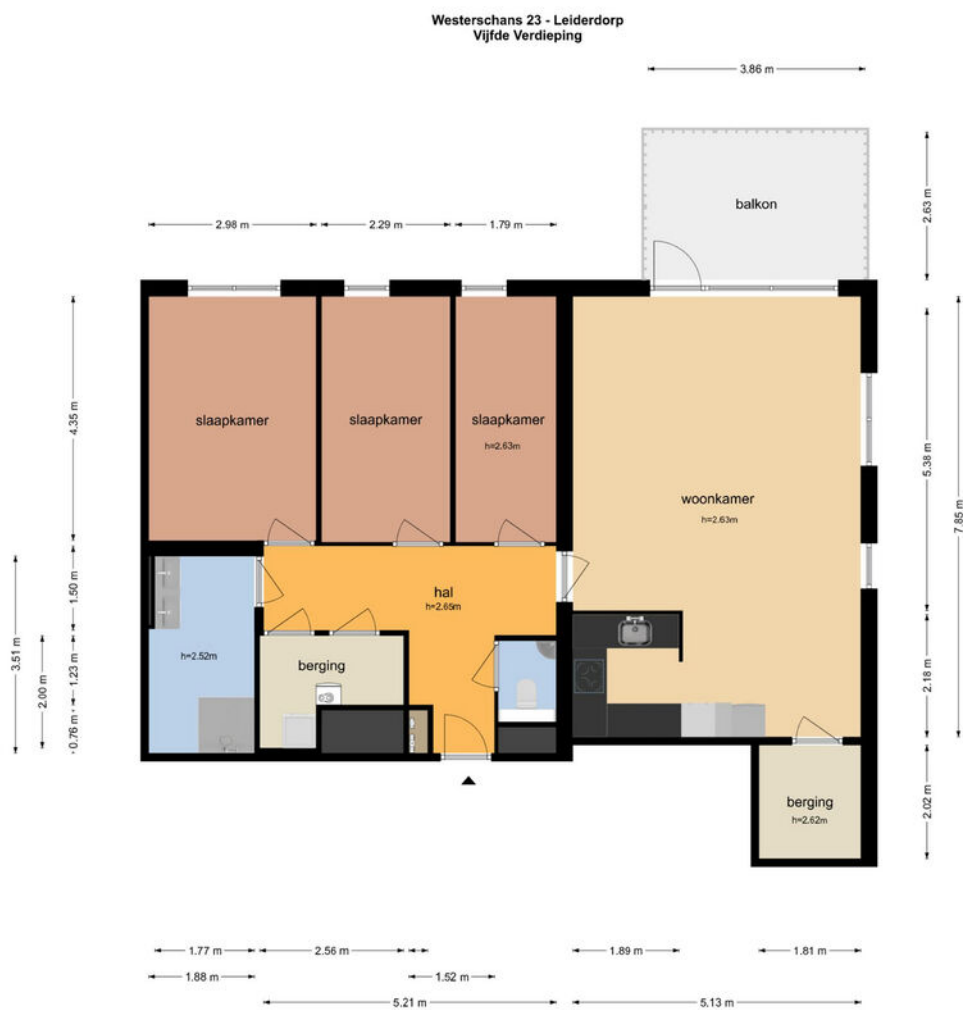 Westerschans 23 - Leiderdorp
Vijfde Verdieping
3.86 m
2.63 m
balkon
2.98 m
2.29 m
1.79 m
4.35 m
5.38 m
7.85 m
slaapkamer
slaapkamer
slaapkamer
h=2.63m
woonkamer
h=2.63m
1.50 m
hal
h=2.65m
3.51 m
2.00 m
1.23 m
h=2.52m
berging
2.18 m
0.76 m
2.02 m
berging
h=2.62m
1.77 m
2.56 m
1.89 m
1.81 m
1.88 m
1.52 m
5.21 m
5.13 m